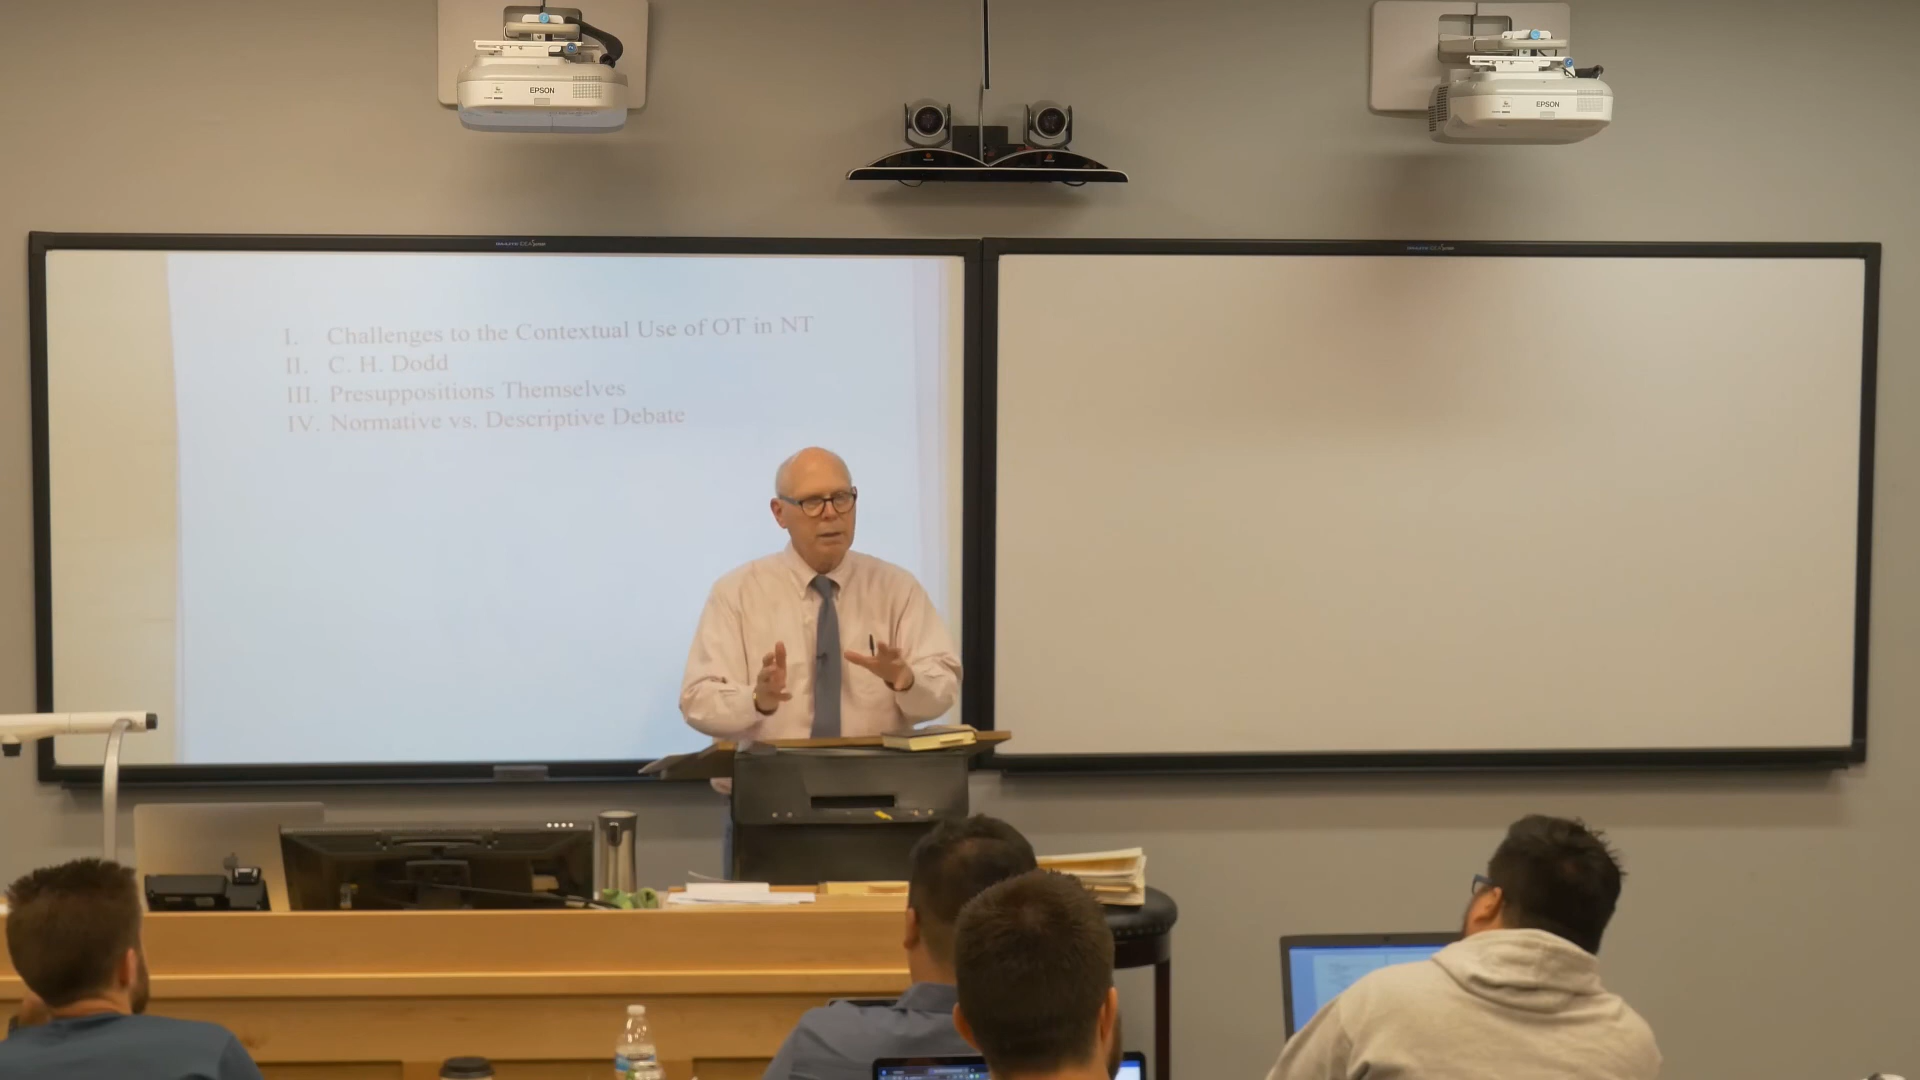 EPSON
EPSON
I. Challenges to the Contextual Use of OT in NT
II. C. H. Dodd
III. Presuppositions Themselves
IV. Normative vs. Descriptive Debate